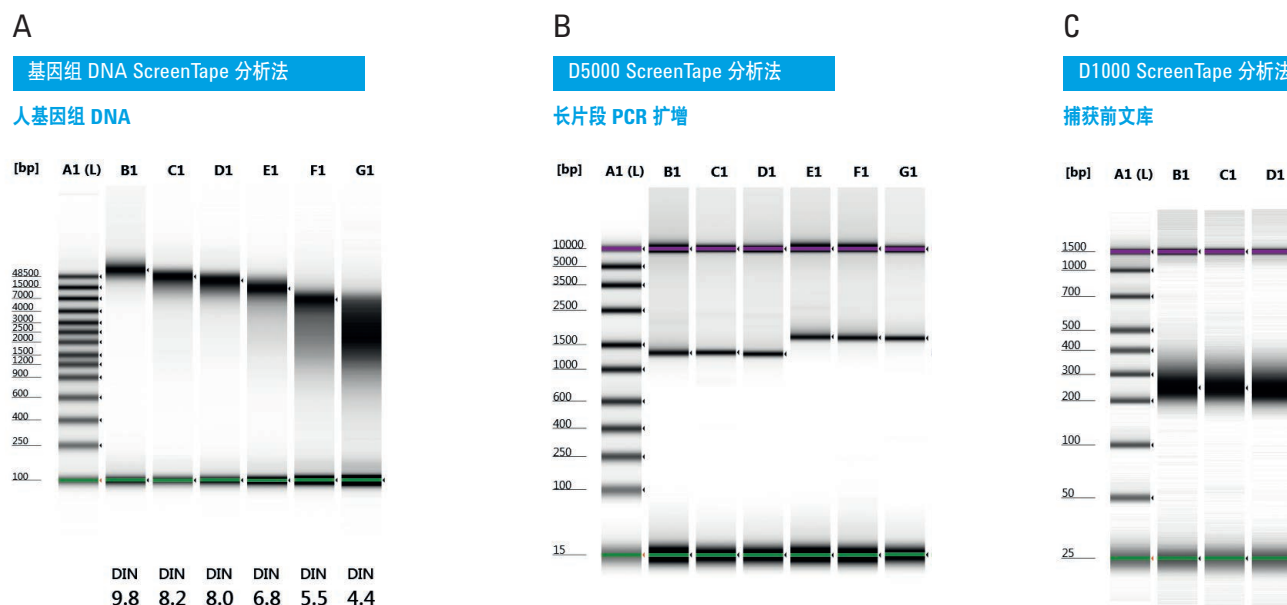 A
基因组 DNA ScreenTape 分析法
人基因组 DNA
[bp] A1 (L) B1 C1 D1 E1 F1 G1
48500
15000
7000
4000
3000
2500
2000
1500
1200
900
600
400
250
100
DIN DIN DIN DIN DIN DIN
9.8 8.2 8.0 6.8 5.5 4.4
B
D5000 ScreenTape 分析法
长片段 PCR 扩增
[bp] A1 (L) B1 C1 D1 E1 F1 G1
10000
5000
3500
2500
1500
1000
600
400
250
100
15
C
D1000 ScreenTape 分析法
捕获前文库
[bp] A1 (L) B1 C1 D1
1500
1000
700
500
400
300
200
100
50
25